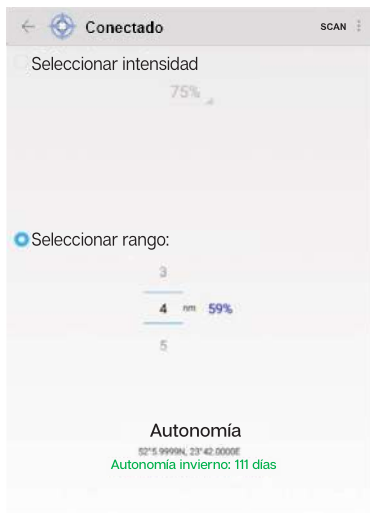 Conectado
SCAN
Seleccionar intensidad
75%
Seleccionar rango:
3
4 nm 59%
5
Autonomía
52°5.9999N, 23°42.0000E
Autonomía invierno: 111 días